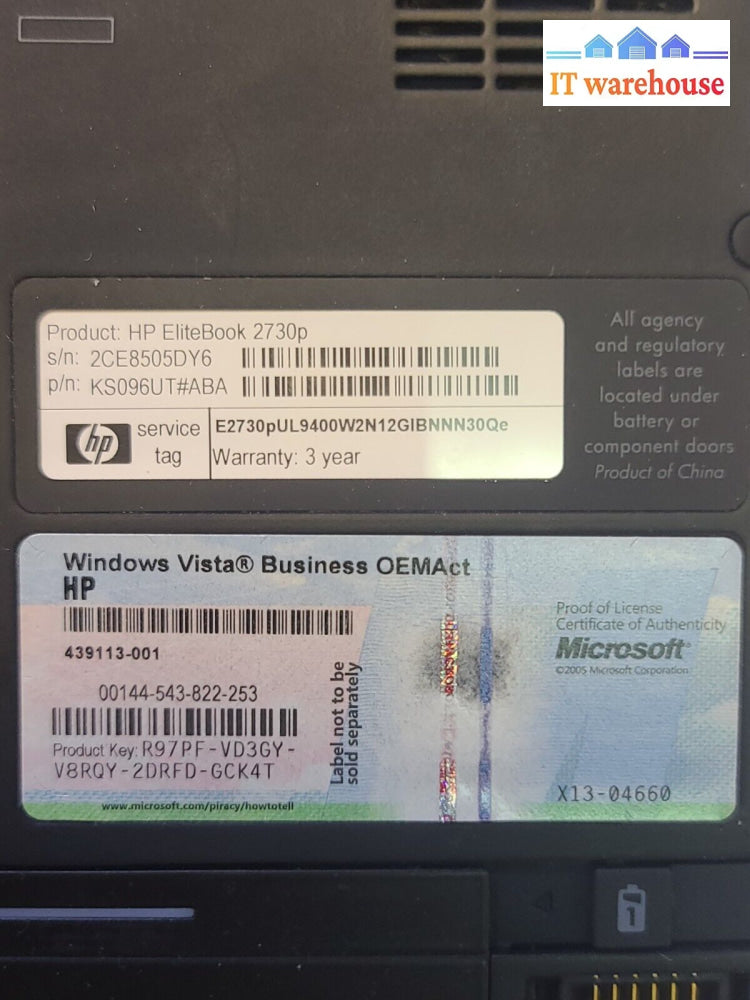 IT warehouse
Product: HP EliteBook 2730p
s/n: 2CE8505DY6
p/n: KS096UT#ABA
hp
service
tag
E2730pUL9400W2N12GIBNNN30Qe
Warranty: 3 year
All agency
and regulatory
labels are
located under
battery or
component doors
Product of China
Windows Vista® Business OEMAct
HP
439113-001
00144-543-822-253
Product Key: R97PF-VD3GY-
V8RQY-2DRFD-GCK4T
www.microsoft.com/piracy/howtotell
Label not to be
sold separately
Proof of License
Certificate of Authenticity
Microsoft®
©2005 Microsoft Corporation
X13-04660
1